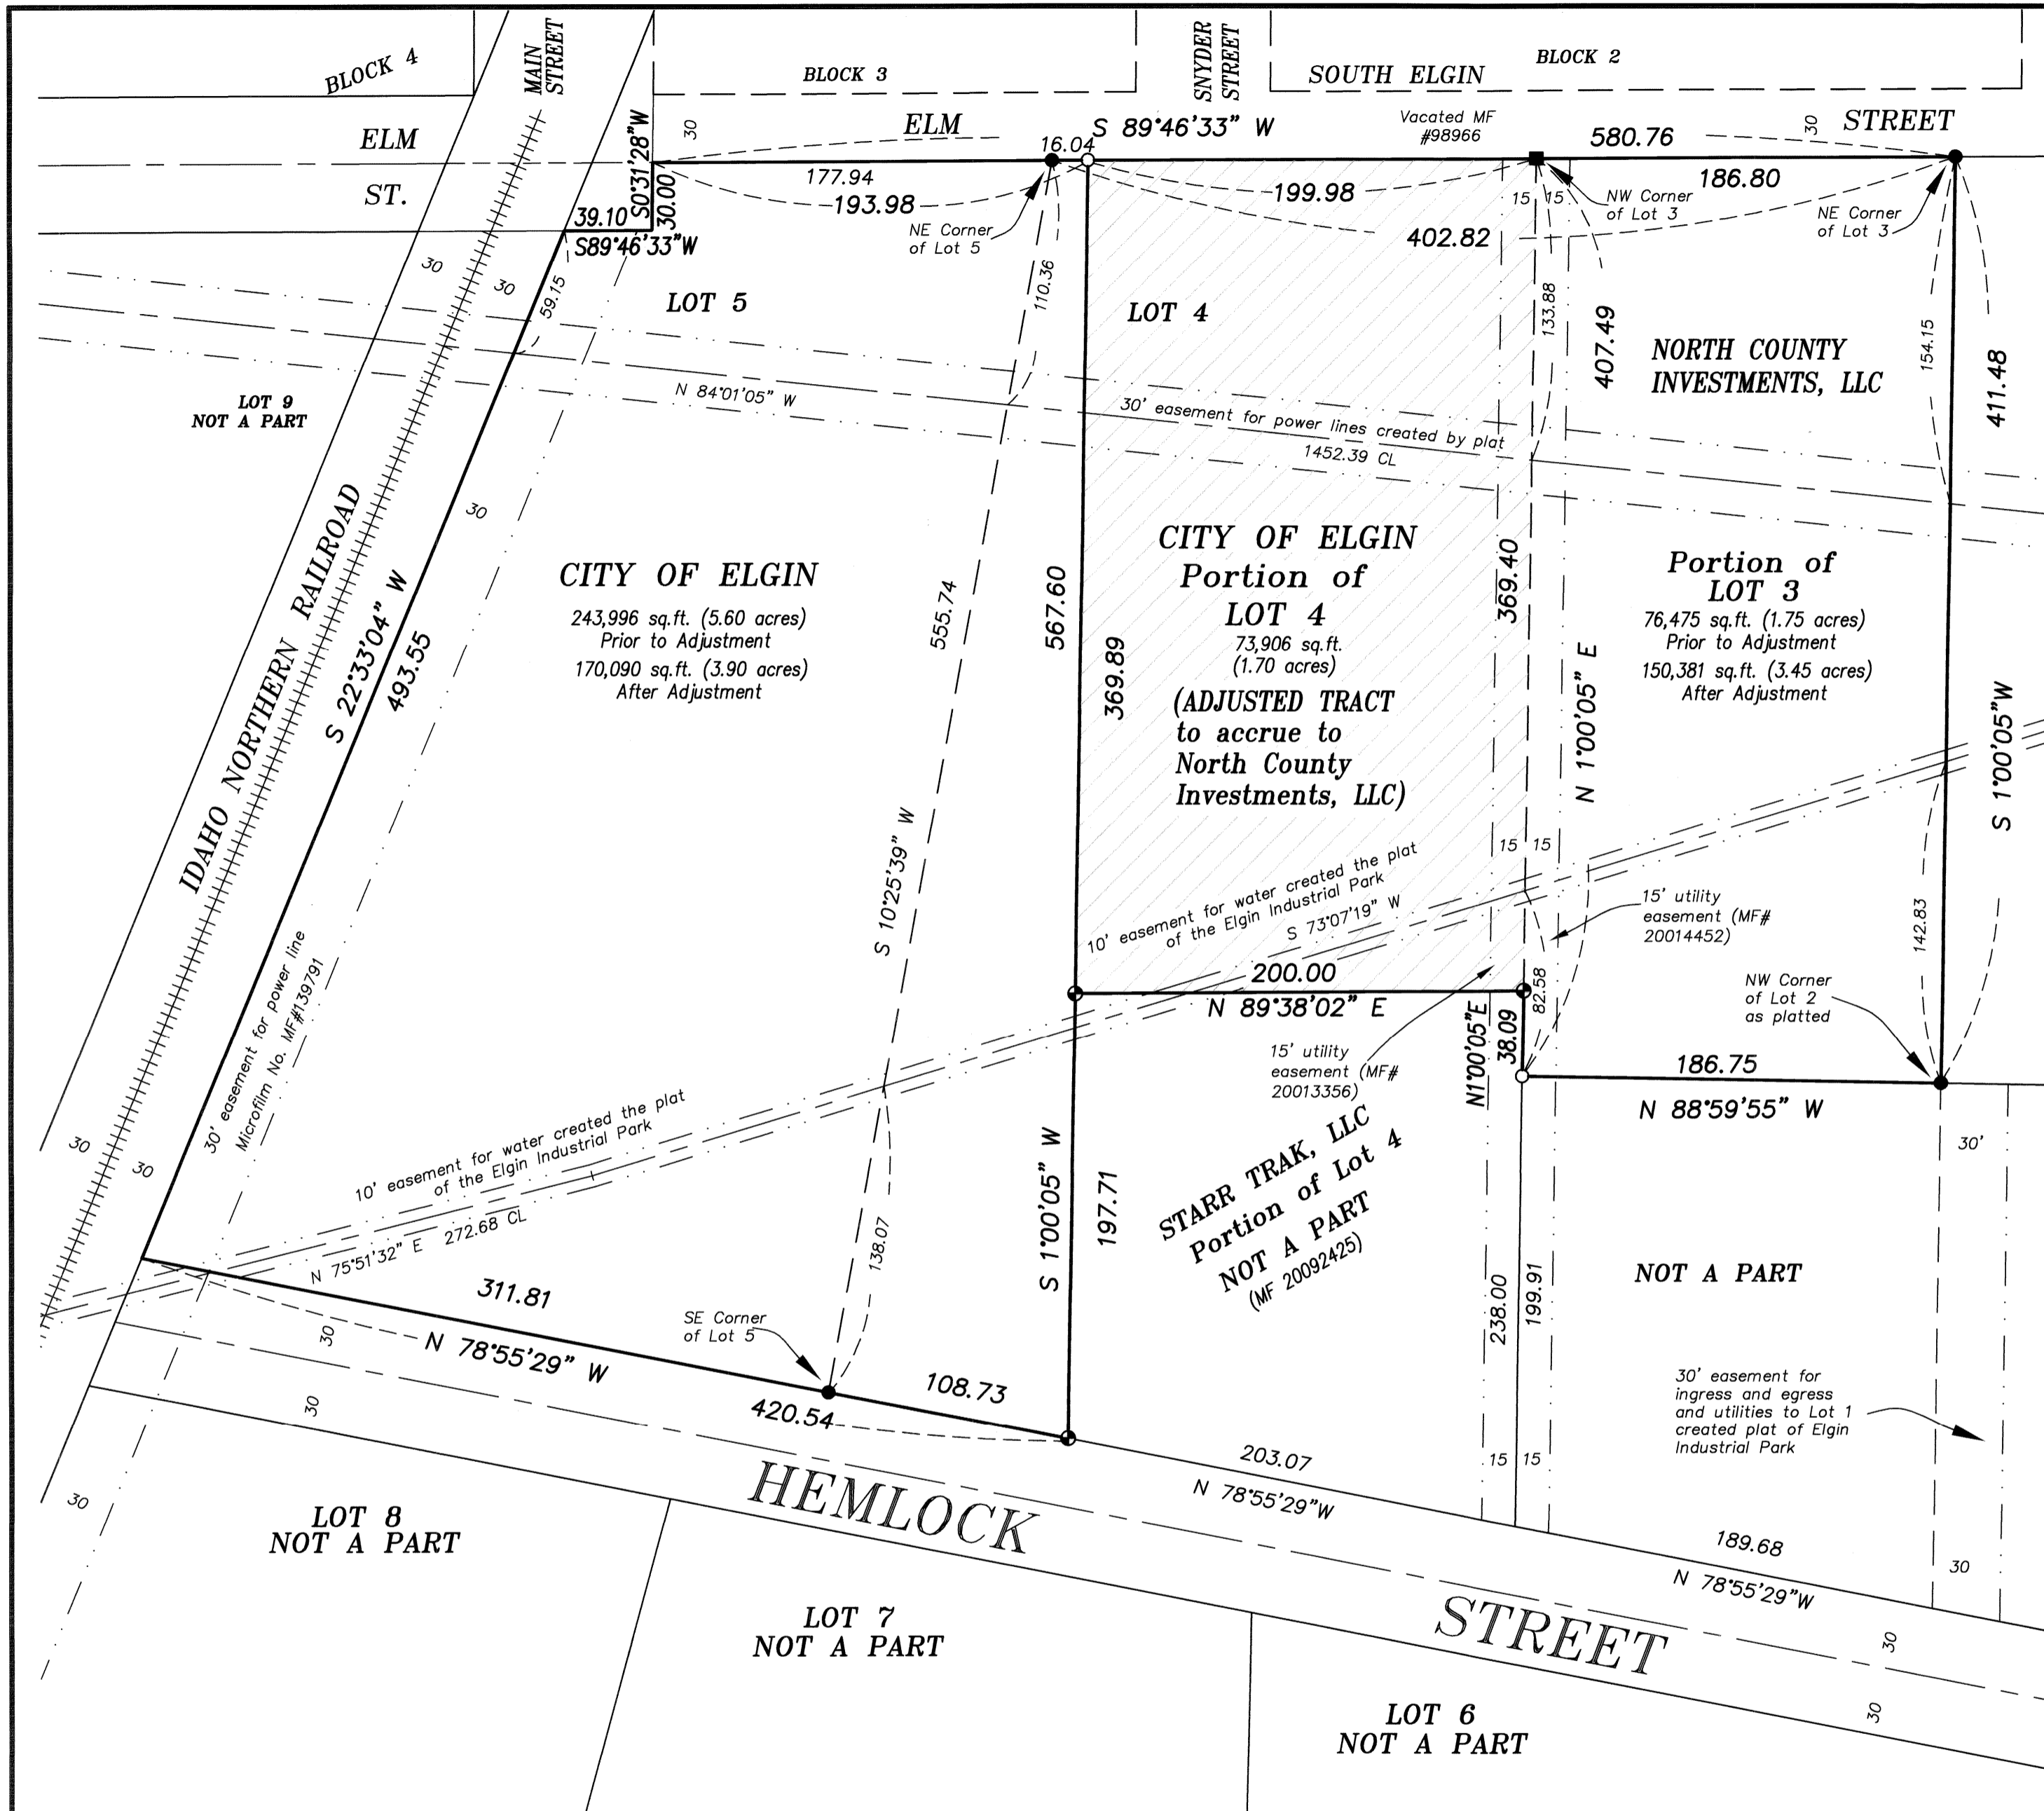 BLOCK 4
MAIN
STREET
BLOCK 3
SNYDER
STREET
BLOCK 2
SOUTH ELGIN
ELM
ST.
S0°31'28"W
30.00
30
ELM
S 89°46'33" W
Vacated MF
#98966
580.76
30
STREET
16.04
177.94
193.98
199.98
186.80
39.10
S89°46'33"W
NE Corner
of Lot 5
402.82
15
15
NW Corner
of Lot 3
NE Corner
of Lot 3
30
30
59.15
LOT 5
110.36
LOT 4
133.88
407.49
NORTH COUNTY
INVESTMENTS, LLC
154.15
411.48
LOT 9
NOT A PART
N 84°01'05" W
30' easement for power lines created by plat
1452.39 CL
30
IDAHO NORTHERN RAILROAD
S 22°33'04" W
493.55
CITY OF ELGIN
243,996 sq.ft. (5.60 acres)
Prior to Adjustment
170,090 sq.ft. (3.90 acres)
After Adjustment
555.74
S 10°25'39" W
567.60
369.89
CITY OF ELGIN
Portion of
LOT 4
73,906 sq.ft.
(1.70 acres)
(ADJUSTED TRACT
to accrue to
North County
Investments, LLC)
369.40
N 1°00'05" E
Portion of
LOT 3
76,475 sq.ft. (1.75 acres)
Prior to Adjustment
150,381 sq.ft. (3.45 acres)
After Adjustment
S 1°00'05"W
15
15
10' easement for water created the plat
of the Elgin Industrial Park
S 73°07'19" W
15' utility
easement (MF#
20014452)
142.83
30' easement for power line
Microfilm No. MF#139791
200.00
N 89°38'02" E
82.58
NW Corner
of Lot 2
as platted
15' utility
easement (MF#
20013356)
N1°00'05"E
38.09
186.75
N 88°59'55" W
30
30
10' easement for water created the plat
of the Elgin Industrial Park
N 75°51'32" E 272.68 CL
138.07
S 1°00'05" W
197.71
STARR TRAK, LLC
Portion of Lot 4
NOT A PART
(MF 20092425)
30'
NOT A PART
238.00
199.91
311.81
N 78°55'29" W
SE Corner
of Lot 5
30
30
420.54
108.73
30' easement for
ingress and egress
and utilities to Lot 1
created plat of Elgin
Industrial Park
203.07
N 78°55'29"W
15
15
30
LOT 8
NOT A PART
HEMLOCK
189.68
N 78°55'29"W
30
LOT 7
NOT A PART
STREET
30
30
LOT 6
NOT A PART